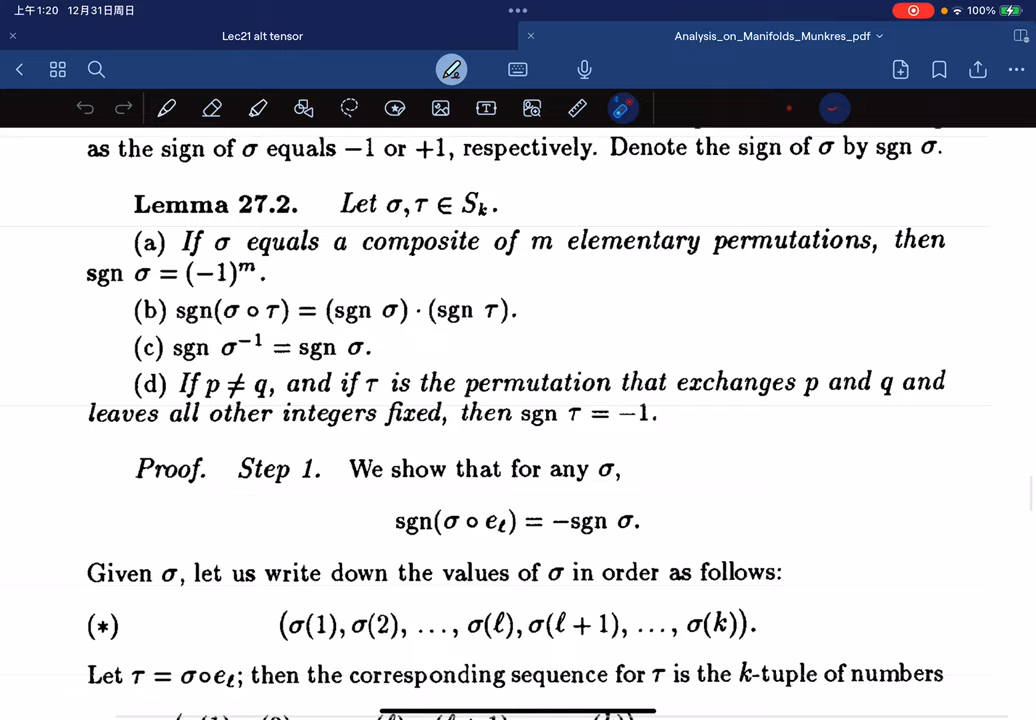 上午1:20 12月31日周日
100%
Lec21 alt tensor
Analysis_on_Manifolds_Munkres_pdf
as the sign of σ equals −1 or +1, respectively. Denote the sign of σ by sgn σ.
Lemma 27.2. Let σ, τ ∈ Sₖ.
(a) If σ equals a composite of m elementary permutations, then
sgn σ = (−1)ᵐ.
(b) sgn(σ ∘ τ) = (sgn σ) · (sgn τ).
(c) sgn σ⁻¹ = sgn σ.
(d) If p ≠ q, and if τ is the permutation that exchanges p and q and
leaves all other integers fixed, then sgn τ = −1.
Proof. Step 1. We show that for any σ,
sgn(σ ∘ e_ℓ) = −sgn σ.
Given σ, let us write down the values of σ in order as follows:
(*) (σ(1), σ(2), …, σ(ℓ), σ(ℓ + 1), …, σ(k)).
Let τ = σ∘e_ℓ; then the corresponding sequence for τ is the k-tuple of numbers